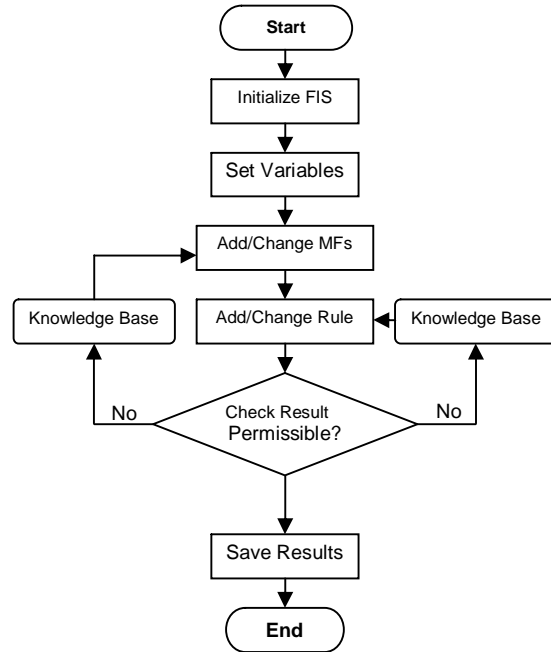 Start
Initialize FIS
Set Variables
Add/Change MFs
Knowledge Base
Add/Change Rule
Knowledge Base
No
Check Result
Permissible?
No
Save Results
End